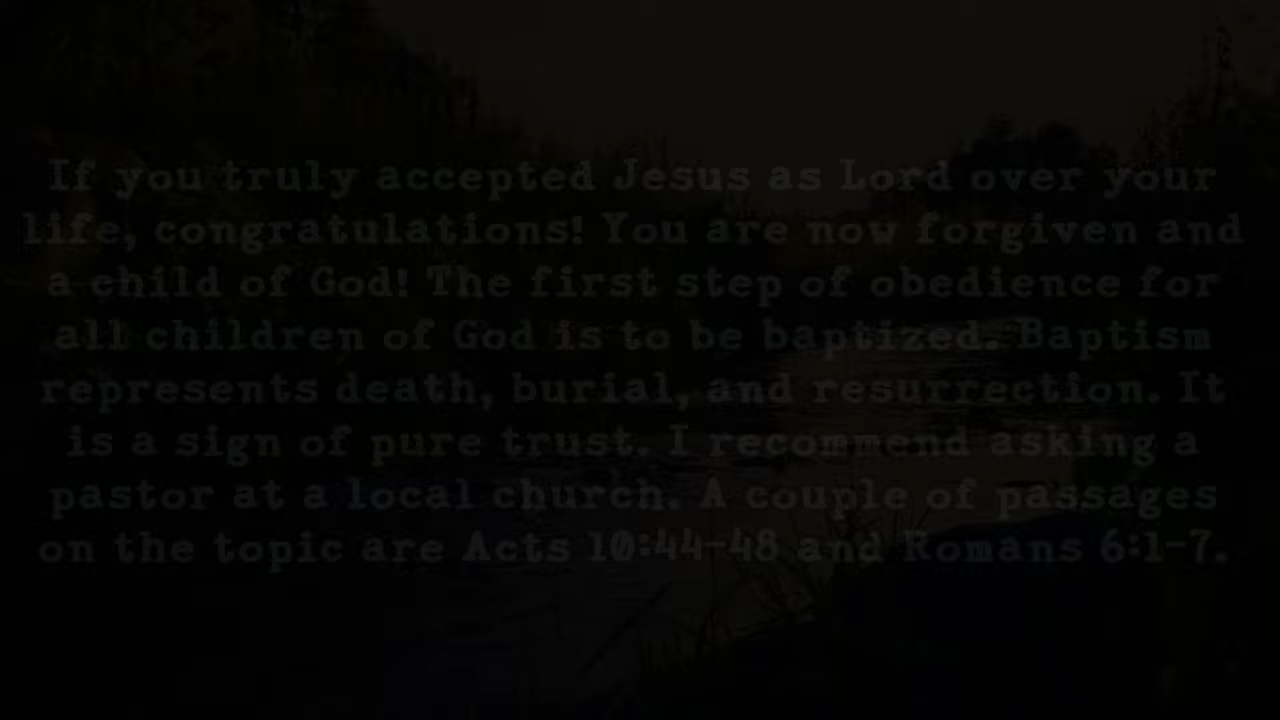 If you truly accepted Jesus as Lord over your
life, congratulations! You are now forgiven and
a child of God! The first step of obedience for
all children of God is to be baptized. Baptism
represents death, burial, and resurrection. It
is a sign of pure trust. I recommend asking a
pastor at a local church. A couple of passages
on the topic are Acts 10:44-48 and Romans 6:1-7.